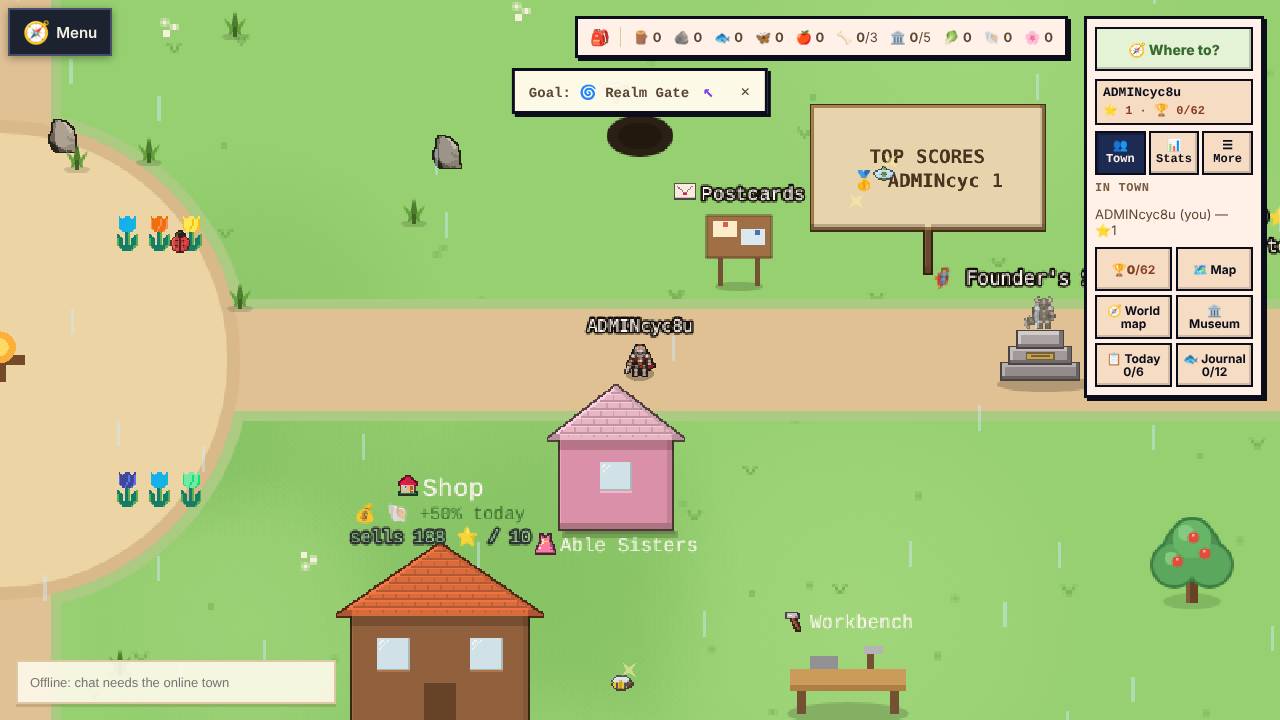 Menu
0 0 0 0 0 0/3 0/5 0 0 0
Goal: Realm Gate ×
Where to?
ADMINcyc8u
1 · 0/62
Town Stats More
IN TOWN
ADMINcyc8u (you) —
1
0/62
Map
World map
Museum
Today 0/6
Journal 0/12
TOP SCORES
ADMINcyc 1
Postcards
Founder's
ADMINcyc8u
Shop
+50% today
sells 188 / 10
Able Sisters
Workbench
Offline: chat needs the online town